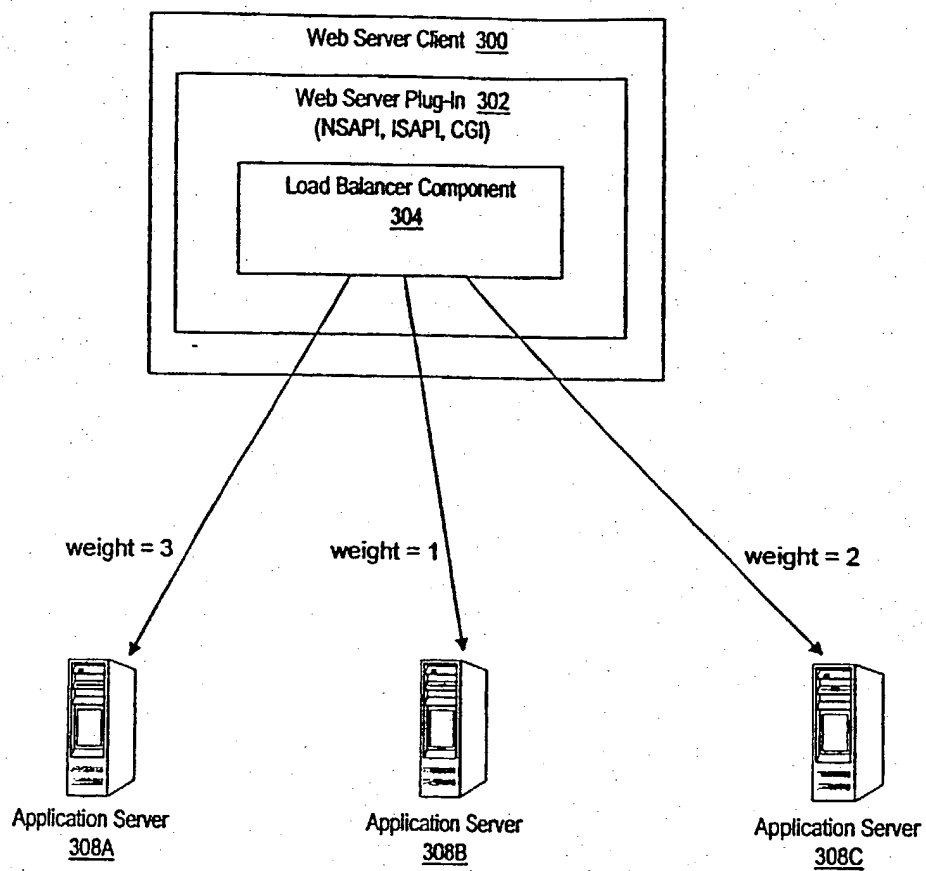 Web Server Client 300
Web Server Plug-In 302
(NSAPI, ISAPI, CGI)
Load Balancer Component
304
weight = 3
weight = 1
weight = 2
Application Server
308A
Application Server
308B
Application Server
308C